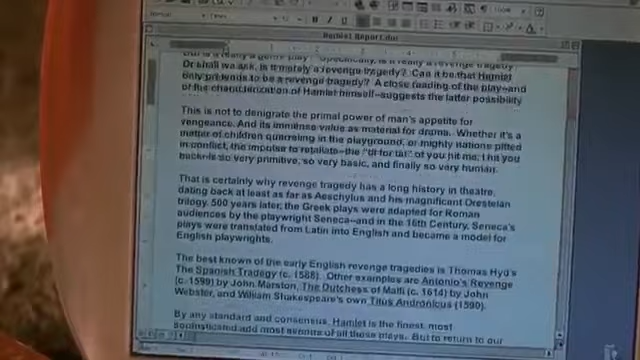 Herbist Report.doc
But is it really a genre play - specifically, is it really a revenge tragedy
Or shall we ask, is it merely a revenge tragedy? Can it be that Hamlet
only pretends to be a revenge tragedy? A close reading of the play--and
of the characterization of Hamlet himself--suggests the latter possibility
This is not to denigrate the primal power of man's appetite for
vengeance. And its immense value as material for drama. Whether it's a
matter of children quarreling in the playground, or mighty nations pitted
in conflict, the impulse to retaliate--the "tit for tat" of you hit me, I hit you
back--is so very primitive, so very basic, and finally so very human.
That is certainly why revenge tragedy has a long history in theatre,
dating back at least as far as Aeschylus and his magnificent Oresteian
trilogy. 500 years later, the Greek plays were adapted for Roman
audiences by the playwright Seneca--and in the 16th Century, Seneca's
plays were translated from Latin into English and became a model for
English playwrights.
The best known of the early English revenge tragedies is Thomas Hyd's
The Spanish Tradegy (c. 1588). Other examples are Antonio's Revenge
(c. 1599) by John Marston, The Dutchess of Malfi (c. 1614) by John
Webster, and William Shakespeare's own Titus Andronicus (1590).
By any standard and consensus, Hamlet is the finest, most
sophisticated and most evolute of all those plays. But to return to our